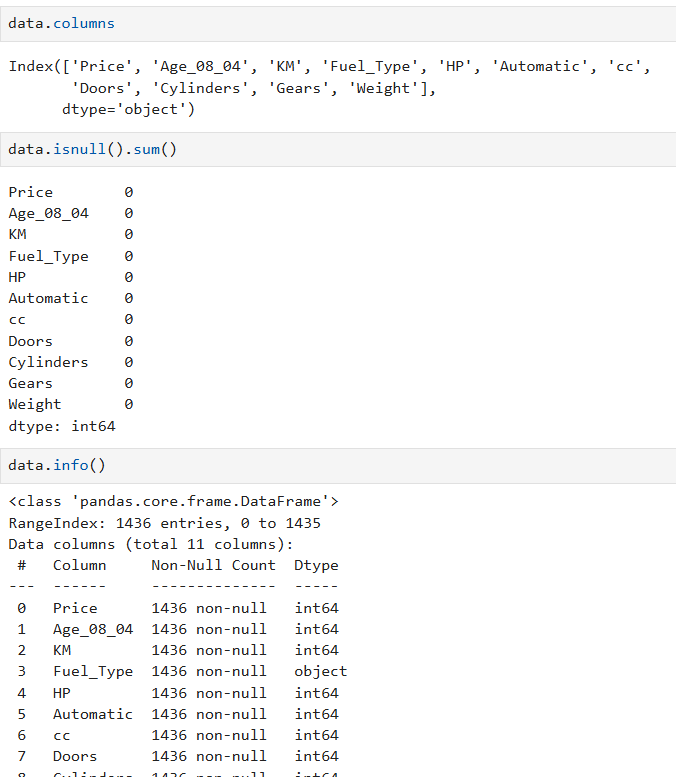 data.columns
Index(['Price', 'Age_08_04', 'KM', 'Fuel_Type', 'HP', 'Automatic', 'cc',
       'Doors', 'Cylinders', 'Gears', 'Weight'],
      dtype='object')
data.isnull().sum()
Price        0
Age_08_04    0
KM           0
Fuel_Type    0
HP           0
Automatic    0
cc           0
Doors        0
Cylinders    0
Gears        0
Weight       0
dtype: int64
data.info()
<class 'pandas.core.frame.DataFrame'>
RangeIndex: 1436 entries, 0 to 1435
Data columns (total 11 columns):
 #   Column     Non-Null Count  Dtype
---  ------     --------------  -----
 0   Price      1436 non-null   int64
 1   Age_08_04  1436 non-null   int64
 2   KM         1436 non-null   int64
 3   Fuel_Type  1436 non-null   object
 4   HP         1436 non-null   int64
 5   Automatic  1436 non-null   int64
 6   cc         1436 non-null   int64
 7   Doors      1436 non-null   int64
 8   Cylinders  1436 non-null   int64